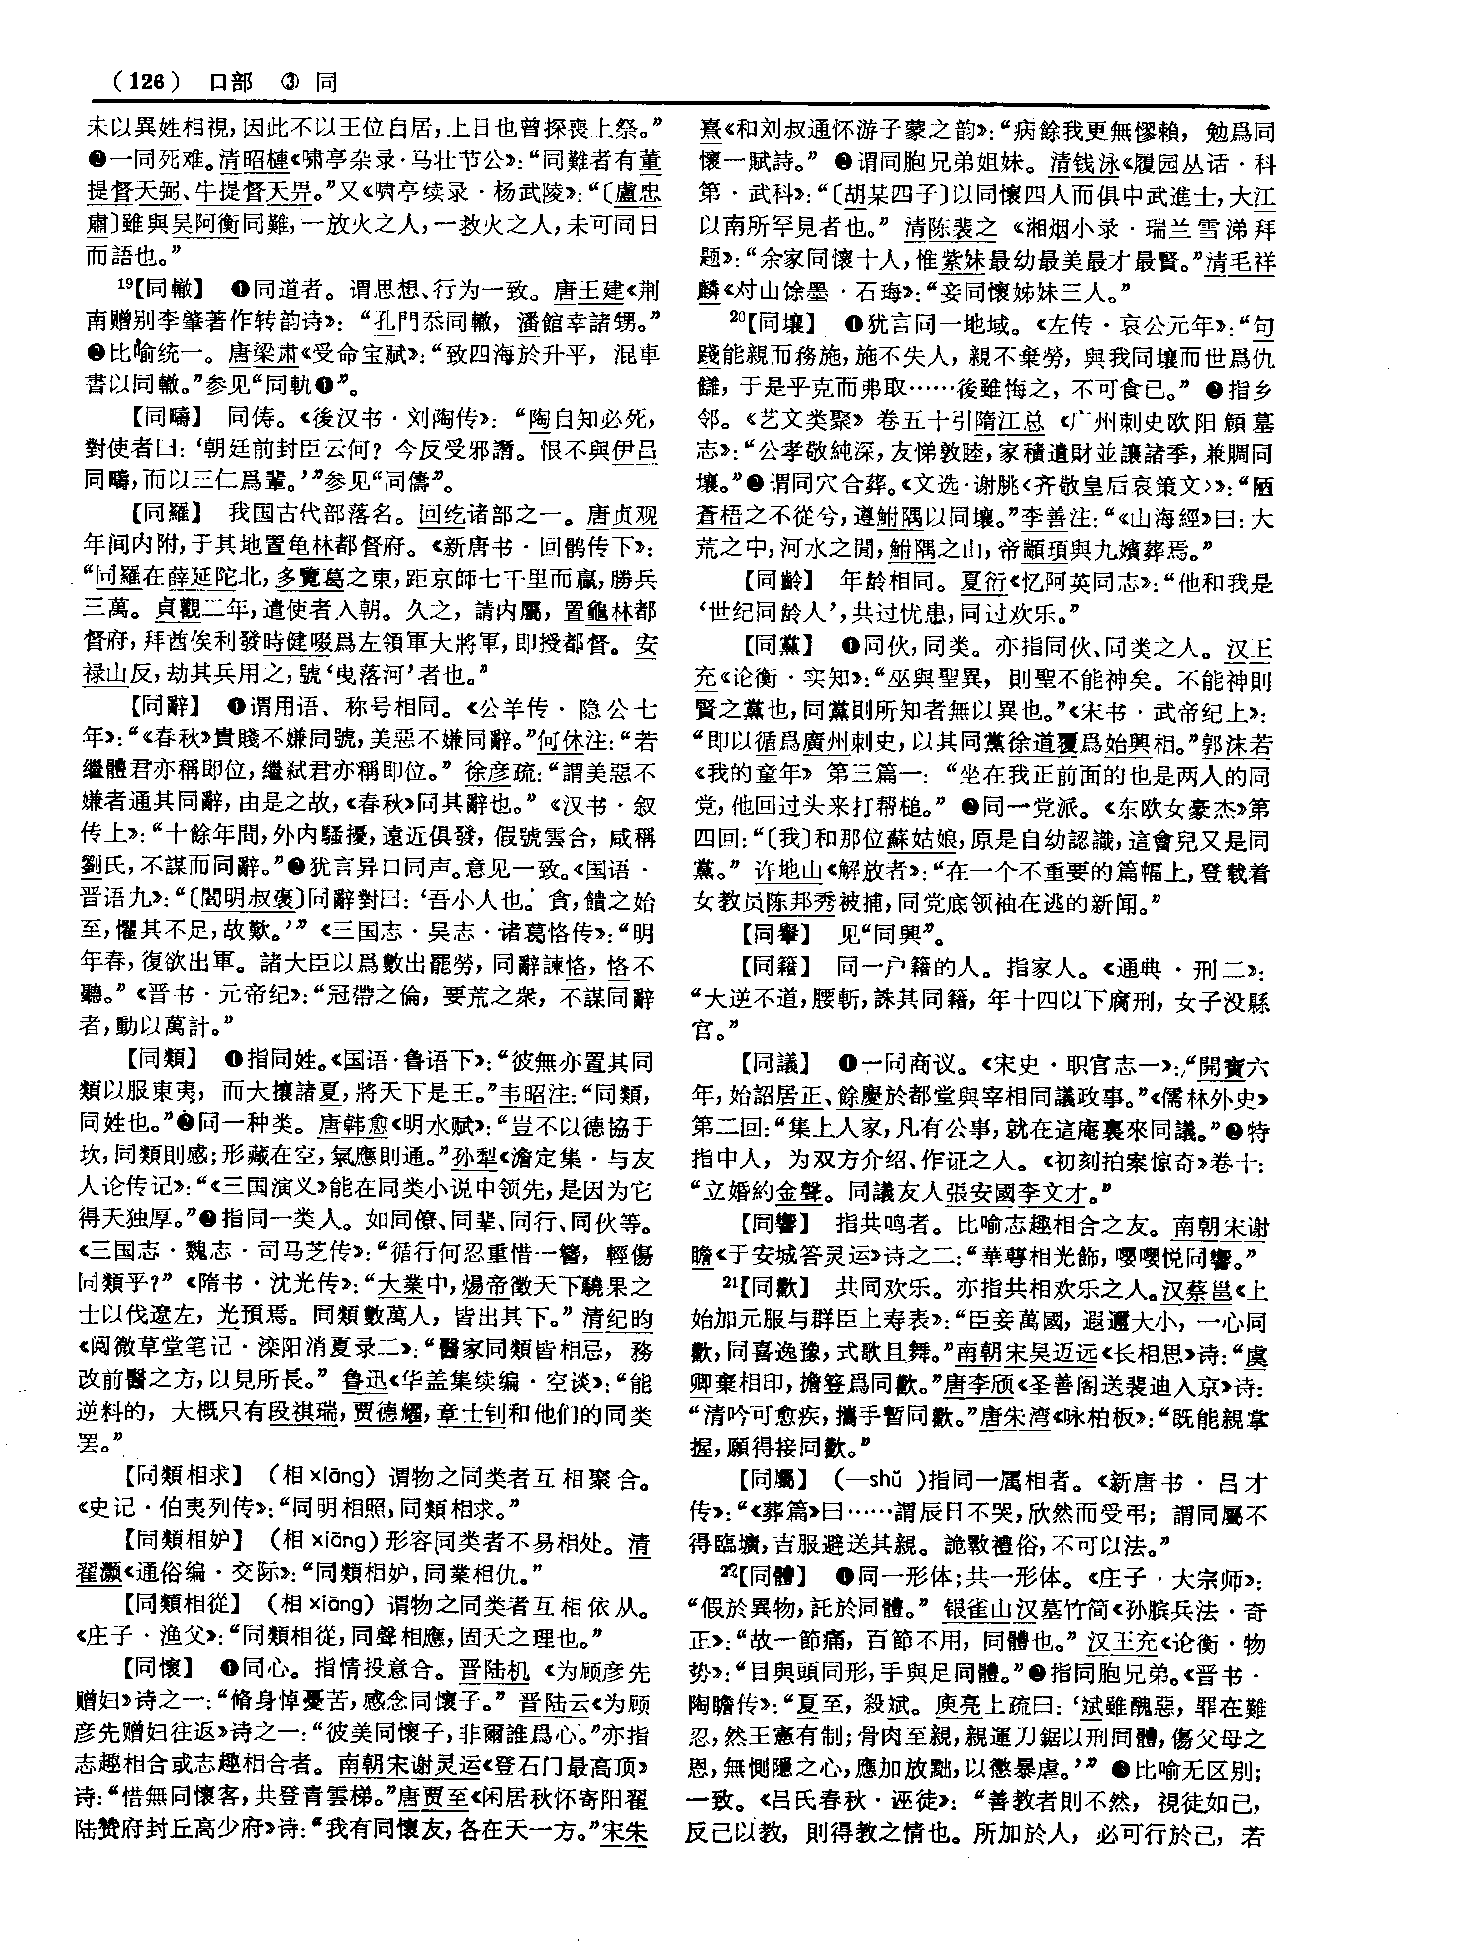 （126） 口部 ③ 同
未以異姓相視，因此不以王位自居，上日也曾探喪上祭。”
❷一同死难。清昭槤《啸亭杂录·马壮节公》：“同難者有董
提督天弼、牛提督天畀。”又《啸亭续录·杨武陵》：“〔盧忠
肅〕雖與吴阿衡同難，一放火之人，一救火之人，未可同日
而語也。”
19【同轍】 ❶同道者。谓思想、行为一致。唐王建《荆
南赠别李肇著作转韵诗》：“孔門忝同轍，潘館幸諸甥。”
❷比喻统一。唐梁肃《受命宝赋》：“致四海於升平，混車
書以同轍。”参见“同軌❶”。
【同疇】 同俦。《後汉书·刘陶传》：“陶自知必死，
對使者曰：‘朝廷前封臣云何？今反受邪譖。恨不與伊吕
同疇，而以三仁爲輩。’”参见“同儔”。
【同羅】 我国古代部落名。回纥诸部之一。唐贞观
年间内附，于其地置龟林都督府。《新唐书·回鹘传下》：
“同羅在薛延陀北，多覽葛之東，距京師七千里而贏，勝兵
三萬。貞觀二年，遣使者入朝。久之，請内屬，置龜林都
督府，拜酋俟利發時健啜爲左領軍大將軍，即授都督。安
禄山反，劫其兵用之，號‘曳落河’者也。”
【同辭】 ❶谓用语、称号相同。《公羊传·隐公七
年》：“《春秋》貴賤不嫌同號，美惡不嫌同辭。”何休注：“若
繼體君亦稱即位，繼弑君亦稱即位。”徐彦疏：“謂美惡不
嫌者通其同辭，由是之故，《春秋》同其辭也。”《汉书·叙
传上》：“十餘年間，外内騷擾，遠近俱發，假號雲合，咸稱
劉氏，不謀而同辭。”❷犹言异口同声。意见一致。《国语·
晋语九》：“〔閻明叔褒〕同辭對曰：‘吾小人也。貪，饋之始
至，懼其不足，故歎。’”《三国志·吴志·诸葛恪传》：“明
年春，復欲出軍。諸大臣以爲數出罷勞，同辭諫恪，恪不
聽。”《晋书·元帝纪》：“冠帶之倫，要荒之衆，不謀同辭
者，動以萬計。”
【同類】 ❶指同姓。《国语·鲁语下》：“彼無亦置其同
類以服東夷，而大攘諸夏，將天下是王。”韦昭注：“同類，
同姓也。”❷同一种类。唐韩愈《明水赋》：“豈不以德協于
坎，同類則感；形藏在空，氣應則通。”孙犁《澹定集·与友
人论传记》：“《三国演义》能在同类小说中领先，是因为它
得天独厚。”❸指同一类人。如同僚、同辈、同行、同伙等。
《三国志·魏志·司马芝传》：“循行何忍重惜一簪，輕傷
同類乎？”《隋书·沈光传》：“大業中，煬帝徵天下驍果之
士以伐遼左，光預焉。同類數萬人，皆出其下。”清纪昀
《阅微草堂笔记·滦阳消夏录二》：“醫家同類皆相忌，務
改前醫之方，以見所長。”鲁迅《华盖集续编·空谈》：“能
逆料的，大概只有段祺瑞，贾德耀，章士钊和他们的同类
罢。”
【同類相求】 （相xiāng）谓物之同类者互相聚合。
《史记·伯夷列传》：“同明相照，同類相求。”
【同類相妒】 （相xiāng）形容同类者不易相处。清
翟灏《通俗编·交际》：“同類相妒，同業相仇。”
【同類相從】 （相xiāng）谓物之同类者互相依从。
《庄子·渔父》：“同類相從，同聲相應，固天之理也。”
【同懷】 ❶同心。指情投意合。晋陆机《为顾彦先
赠妇》诗之一：“脩身悼憂苦，感念同懷子。”晋陆云《为顾
彦先赠妇往返》诗之一：“彼美同懷子，非爾誰爲心。”亦指
志趣相合或志趣相合者。南朝宋谢灵运《登石门最高顶》
诗：“惜無同懷客，共登青雲梯。”唐贾至《闲居秋怀寄阳翟
陆赞府封丘高少府》诗：“我有同懷友，各在天一方。”宋朱
熹《和刘叔通怀游子蒙之韵》：“病餘我更無憀賴，勉爲同
懷一賦詩。”❷谓同胞兄弟姐妹。清钱泳《履园丛话·科
第·武科》：“〔胡某四子〕以同懷四人而俱中武進士，大江
以南所罕見者也。”清陈裴之《湘烟小录·瑞兰雪涕拜
题》：“余家同懷十人，惟紫妹最幼最美最才最賢。”清毛祥
麟《对山馀墨·石琇》：“妾同懷姊妹三人。”
20【同壤】 ❶犹言同一地域。《左传·哀公元年》：“句
踐能親而務施，施不失人，親不棄勞，與我同壤而世爲仇
讎，于是乎克而弗取……後雖悔之，不可食已。”❷指乡
邻。《艺文类聚》卷五十引隋江总《广州刺史欧阳頠墓
志》：“公孝敬純深，友悌敦睦，家積遺財並讓諸季，兼賙同
壤。”❸谓同穴合葬。《文选·谢朓〈齐敬皇后哀策文〉》：“陋
蒼梧之不從兮，遵鮒隅以同壤。”李善注：“《山海經》曰：大
荒之中，河水之閒，鮒隅之山，帝顓頊與九嬪葬焉。”
【同齡】 年龄相同。夏衍《忆阿英同志》：“他和我是
‘世纪同龄人’，共过忧患，同过欢乐。”
【同黨】 ❶同伙，同类。亦指同伙、同类之人。汉王
充《论衡·实知》：“巫與聖異，則聖不能神矣。不能神則
賢之黨也，同黨則所知者無以異也。”《宋书·武帝纪上》：
“即以循爲廣州刺史，以其同黨徐道覆爲始興相。”郭沫若
《我的童年》第三篇一：“坐在我正前面的也是两人的同
党，他回过头来打帮槌。”❷同一党派。《东欧女豪杰》第
四回：“〔我〕和那位蘇姑娘，原是自幼認識，這會兒又是同
黨。”许地山《解放者》：“在一个不重要的篇幅上，登载着
女教员陈邦秀被捕，同党底领袖在逃的新闻。”
【同轝】 见“同輿”。
【同籍】 同一户籍的人。指家人。《通典·刑二》：
“大逆不道，腰斬，誅其同籍，年十四以下腐刑，女子没縣
官。”
【同議】 ❶一同商议。《宋史·职官志一》：“開寶六
年，始詔居正、餘慶於都堂與宰相同議政事。”《儒林外史》
第二回：“集上人家，凡有公事，就在這庵裏來同議。”❷特
指中人，为双方介绍、作证之人。《初刻拍案惊奇》卷十：
“立婚約金聲。同議友人張安國李文才。”
【同響】 指共鸣者。比喻志趣相合之友。南朝宋谢
瞻《于安城答灵运》诗之二：“華萼相光飾，嚶嚶悦同響。”
21【同歡】 共同欢乐。亦指共相欢乐之人。汉蔡邕《上
始加元服与群臣上寿表》：“臣妾萬國，遐邇大小，一心同
歡，同喜逸豫，式歌且舞。”南朝宋吴迈远《长相思》诗：“虞
卿棄相印，擔簦爲同歡。”唐李颀《圣善阁送裴迪入京》诗：
“清吟可愈疾，攜手暫同歡。”唐朱湾《咏柏板》：“既能親掌
握，願得接同歡。”
【同屬】 （—shǔ ）指同一属相者。《新唐书·吕才
传》：“《葬篇》曰……謂辰日不哭，欣然而受弔；謂同屬不
得臨壙，吉服避送其親。詭斁禮俗，不可以法。”
22【同體】 ❶同一形体；共一形体。《庄子·大宗师》：
“假於異物，託於同體。”银雀山汉墓竹简《孙膑兵法·奇
正》：“故一節痛，百節不用，同體也。”汉王充《论衡·物
势》：“目與頭同形，手與足同體。”❷指同胞兄弟。《晋书·
陶瞻传》：“夏至，殺斌。庾亮上疏曰：‘斌雖醜惡，罪在難
忍，然王憲有制；骨肉至親，親運刀鋸以刑同體，傷父母之
恩，無惻隱之心，應加放黜，以懲暴虐。’”❸比喻无区别；
一致。《吕氏春秋·诬徒》：“善教者則不然，視徒如己，
反己以教，則得教之情也。所加於人，必可行於己，若